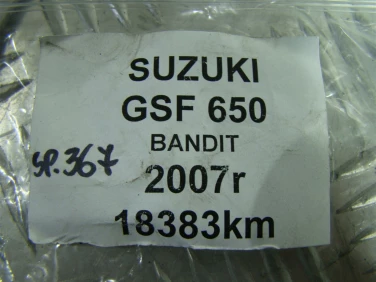 SUZUKI
GSF 650
BANDIT
SP.367
2007r
18383km